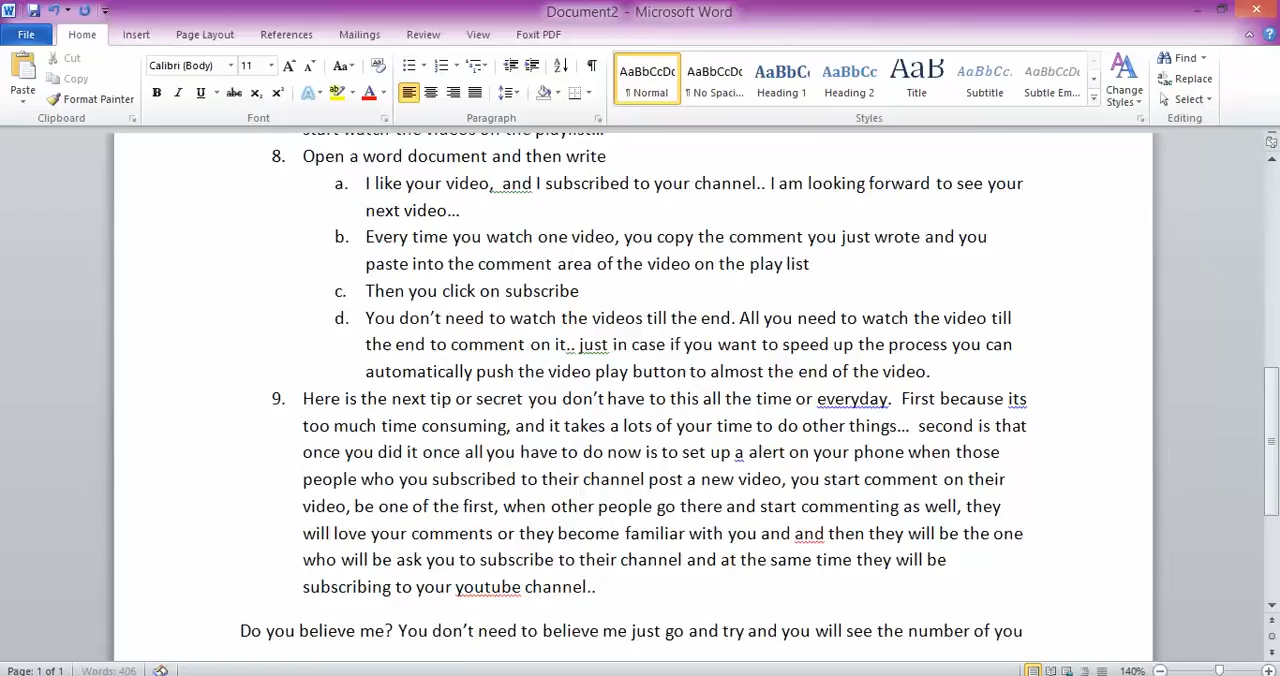 Document2 - Microsoft Word
File Home Insert Page Layout References Mailings Review View Foxit PDF
Cut
Copy
Format Painter
Paste
Calibri (Body) 11
AaBbCcDc AaBbCcDc AaBbC AaBbCc AaB AaBbCc. AaBbCcDc
¶ Normal ¶ No Spaci... Heading 1 Heading 2 Title Subtitle Subtle Em...
Change Styles
Find
Replace
Select
Clipboard Font Paragraph Styles Editing
start watch the videos on the playlist...
8. Open a word document and then write
a. I like your video,  and I subscribed to your channel.. I am looking forward to see your
next video...
b. Every time you watch one video, you copy the comment you just wrote and you
paste into the comment area of the video on the play list
c. Then you click on subscribe
d. You don't need to watch the videos till the end. All you need to watch the video till
the end to comment on it.. just in case if you want to speed up the process you can
automatically push the video play button to almost the end of the video.
9. Here is the next tip or secret you don't have to this all the time or everyday.  First because its
too much time consuming, and it takes a lots of your time to do other things...  second is that
once you did it once all you have to do now is to set up a alert on your phone when those
people who you subscribed to their channel post a new video, you start comment on their
video, be one of the first, when other people go there and start commenting as well, they
will love your comments or they become familiar with you and and then they will be the one
who will be ask you to subscribe to their channel and at the same time they will be
subscribing to your youtube channel..
Do you believe me? You don't need to believe me just go and try and you will see the number of you
Page: 1 of 1 Words: 406 140%